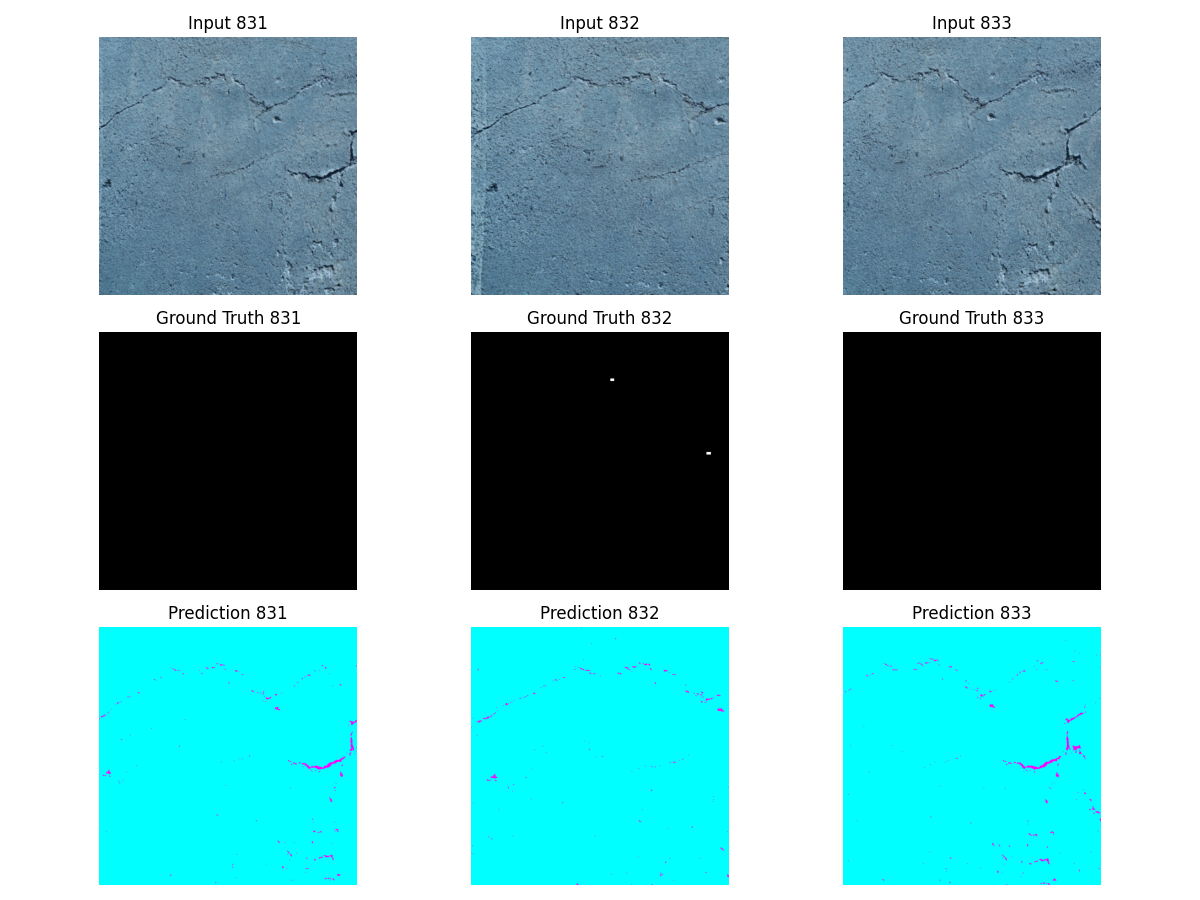 Input 831
Input 832
Input 833
Ground Truth 831
Ground Truth 832
Ground Truth 833
Prediction 831
Prediction 832
Prediction 833